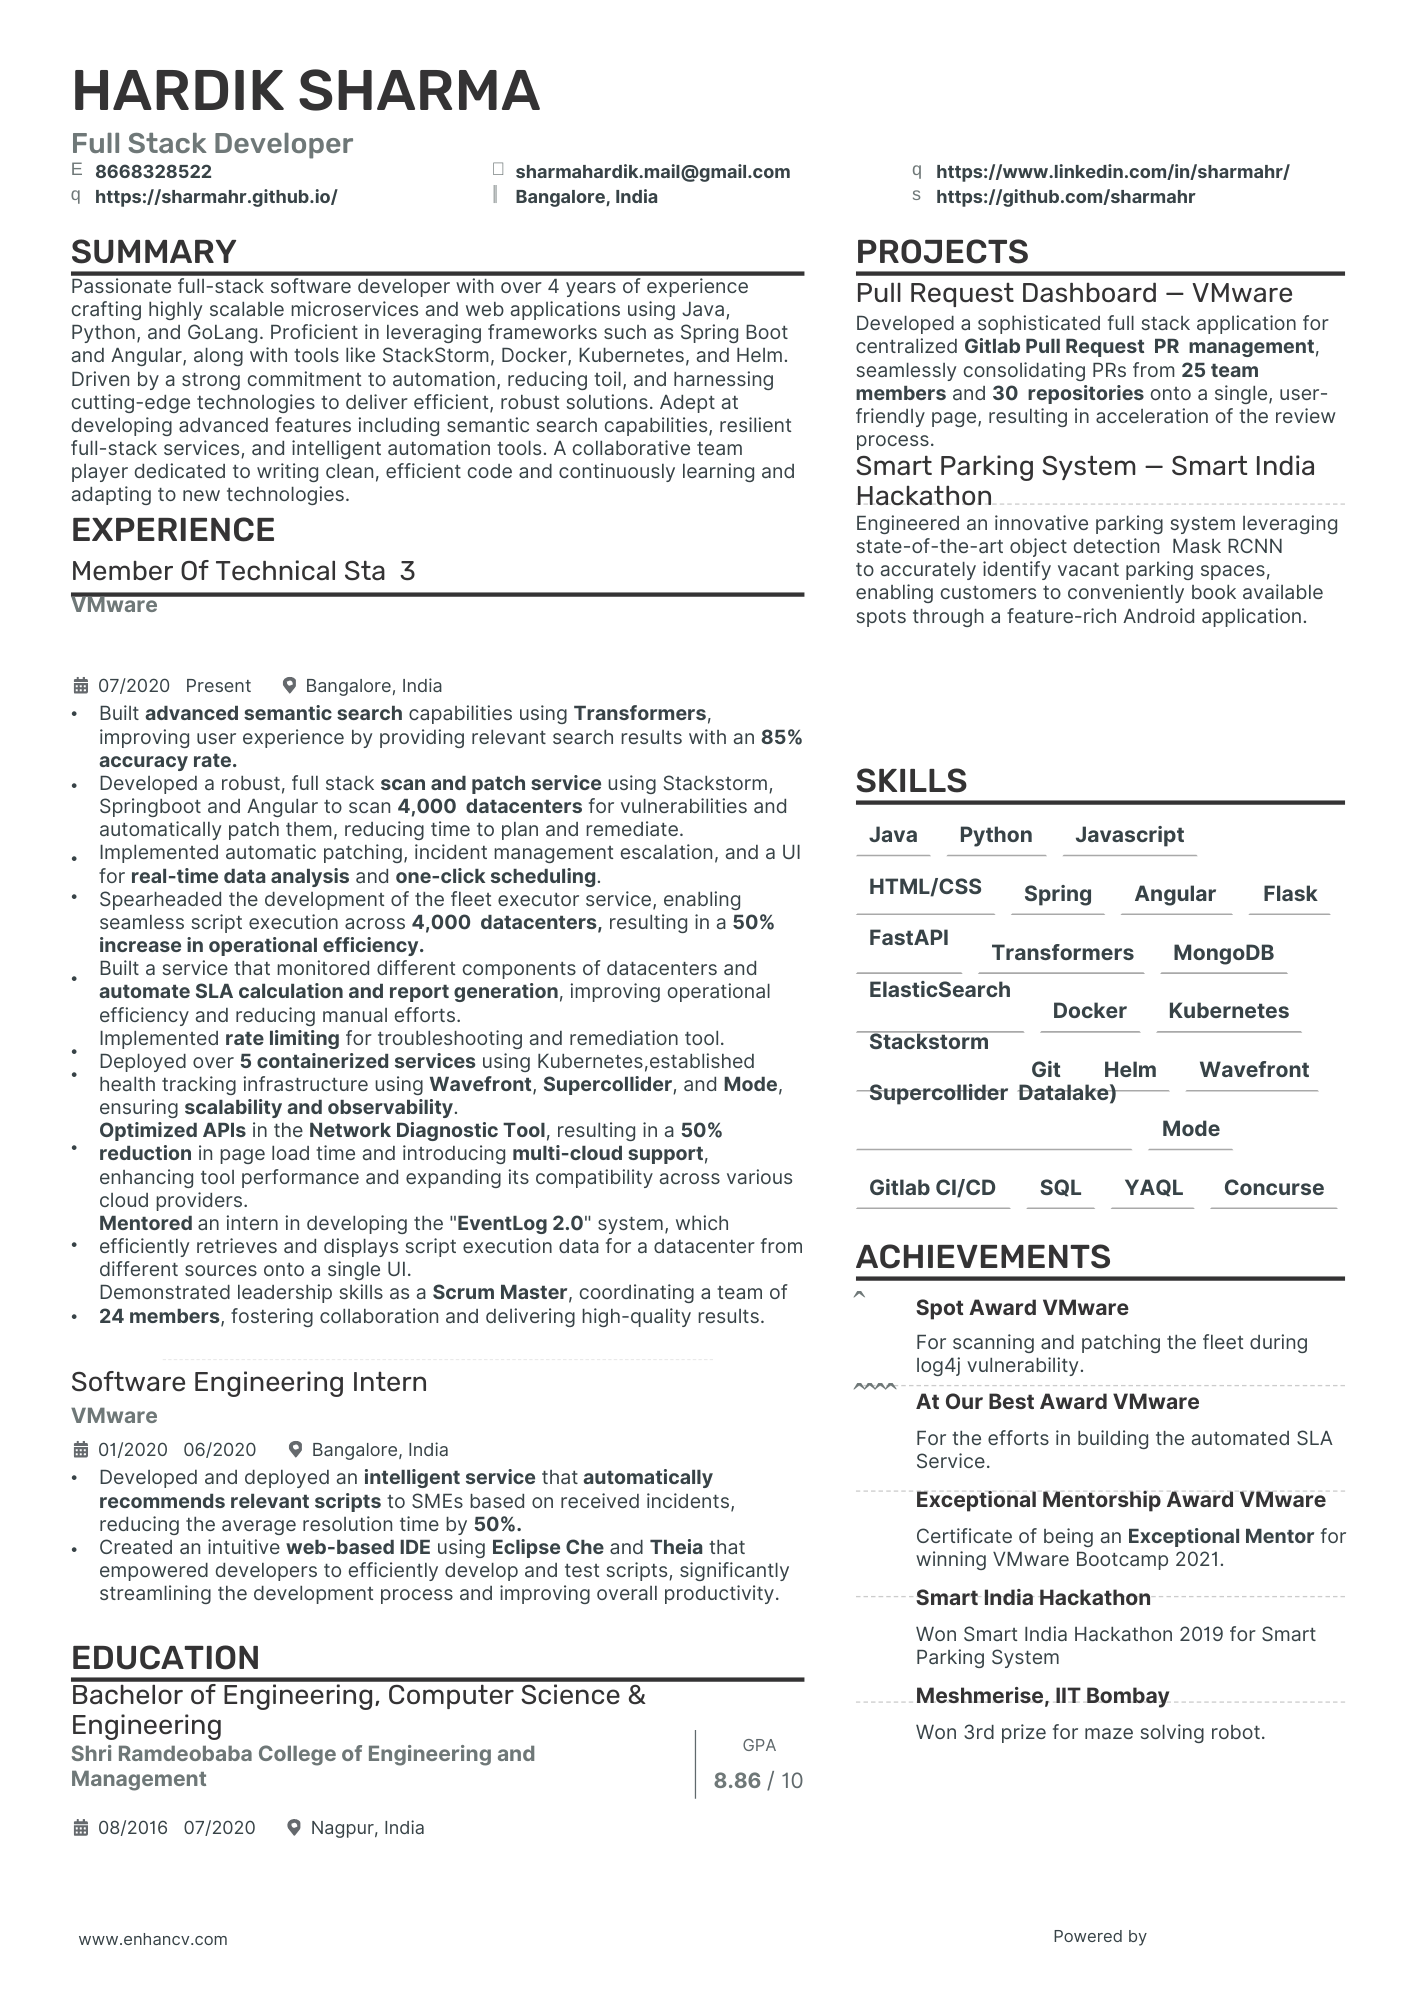 HARDIK SHARMA
Full Stack Developer
E 8668328522
sharmahardik.mail@gmail.com
q https://www.linkedin.com/in/sharmahr/
q https://sharmahr.github.io/
Bangalore, India
s https://github.com/sharmahr
SUMMARY
Passionate full-stack software developer with over 4 years of experience
crafting highly scalable microservices and web applications using Java,
Python, and GoLang. Proficient in leveraging frameworks such as Spring Boot
and Angular, along with tools like StackStorm, Docker, Kubernetes, and Helm.
Driven by a strong commitment to automation, reducing toil, and harnessing
cutting-edge technologies to deliver efficient, robust solutions. Adept at
developing advanced features including semantic search capabilities, resilient
full-stack services, and intelligent automation tools. A collaborative team
player dedicated to writing clean, efficient code and continuously learning and
adapting to new technologies.
EXPERIENCE
Member Of Technical Sta 3
VMware
07/2020 Present Bangalore, India
• Built advanced semantic search capabilities using Transformers,
improving user experience by providing relevant search results with an 85%
accuracy rate.
• Developed a robust, full stack scan and patch service using Stackstorm,
Springboot and Angular to scan 4,000 datacenters for vulnerabilities and
automatically patch them, reducing time to plan and remediate.
• Implemented automatic patching, incident management escalation, and a UI
for real-time data analysis and one-click scheduling.
• Spearheaded the development of the fleet executor service, enabling
seamless script execution across 4,000 datacenters, resulting in a 50%
increase in operational efficiency.
• Built a service that monitored different components of datacenters and
automate SLA calculation and report generation, improving operational
efficiency and reducing manual efforts.
• Implemented rate limiting for troubleshooting and remediation tool.
• Deployed over 5 containerized services using Kubernetes,established
health tracking infrastructure using Wavefront, Supercollider, and Mode,
ensuring scalability and observability.
• Optimized APIs in the Network Diagnostic Tool, resulting in a 50%
reduction in page load time and introducing multi-cloud support,
enhancing tool performance and expanding its compatibility across various
cloud providers.
• Mentored an intern in developing the "EventLog 2.0" system, which
efficiently retrieves and displays script execution data for a datacenter from
different sources onto a single UI.
• Demonstrated leadership skills as a Scrum Master, coordinating a team of
24 members, fostering collaboration and delivering high-quality results.
Software Engineering Intern
VMware
01/2020 06/2020 Bangalore, India
• Developed and deployed an intelligent service that automatically
recommends relevant scripts to SMEs based on received incidents,
reducing the average resolution time by 50%.
• Created an intuitive web-based IDE using Eclipse Che and Theia that
empowered developers to efficiently develop and test scripts, significantly
streamlining the development process and improving overall productivity.
EDUCATION
Bachelor of Engineering, Computer Science &
Engineering
Shri Ramdeobaba College of Engineering and
Management
GPA
8.86 / 10
08/2016 07/2020 Nagpur, India
PROJECTS
Pull Request Dashboard – VMware
Developed a sophisticated full stack application for
centralized Gitlab Pull Request PR management,
seamlessly consolidating PRs from 25 team
members and 30 repositories onto a single, user-
friendly page, resulting in acceleration of the review
process.
Smart Parking System – Smart India
Hackathon
Engineered an innovative parking system leveraging
state-of-the-art object detection Mask RCNN
to accurately identify vacant parking spaces,
enabling customers to conveniently book available
spots through a feature-rich Android application.
SKILLS
Java Python Javascript
HTML/CSS Spring Angular Flask
FastAPI Transformers MongoDB
ElasticSearch Docker Kubernetes
Stackstorm Git Helm Wavefront
Supercollider Datalake) Mode
Gitlab CI/CD SQL YAQL Concurse
ACHIEVEMENTS
Spot Award VMware
For scanning and patching the fleet during
log4j vulnerability.
At Our Best Award VMware
For the efforts in building the automated SLA
Service.
Exceptional Mentorship Award VMware
Certificate of being an Exceptional Mentor for
winning VMware Bootcamp 2021.
Smart India Hackathon
Won Smart India Hackathon 2019 for Smart
Parking System
Meshmerise, IIT Bombay
Won 3rd prize for maze solving robot.
www.enhancv.com
Powered by